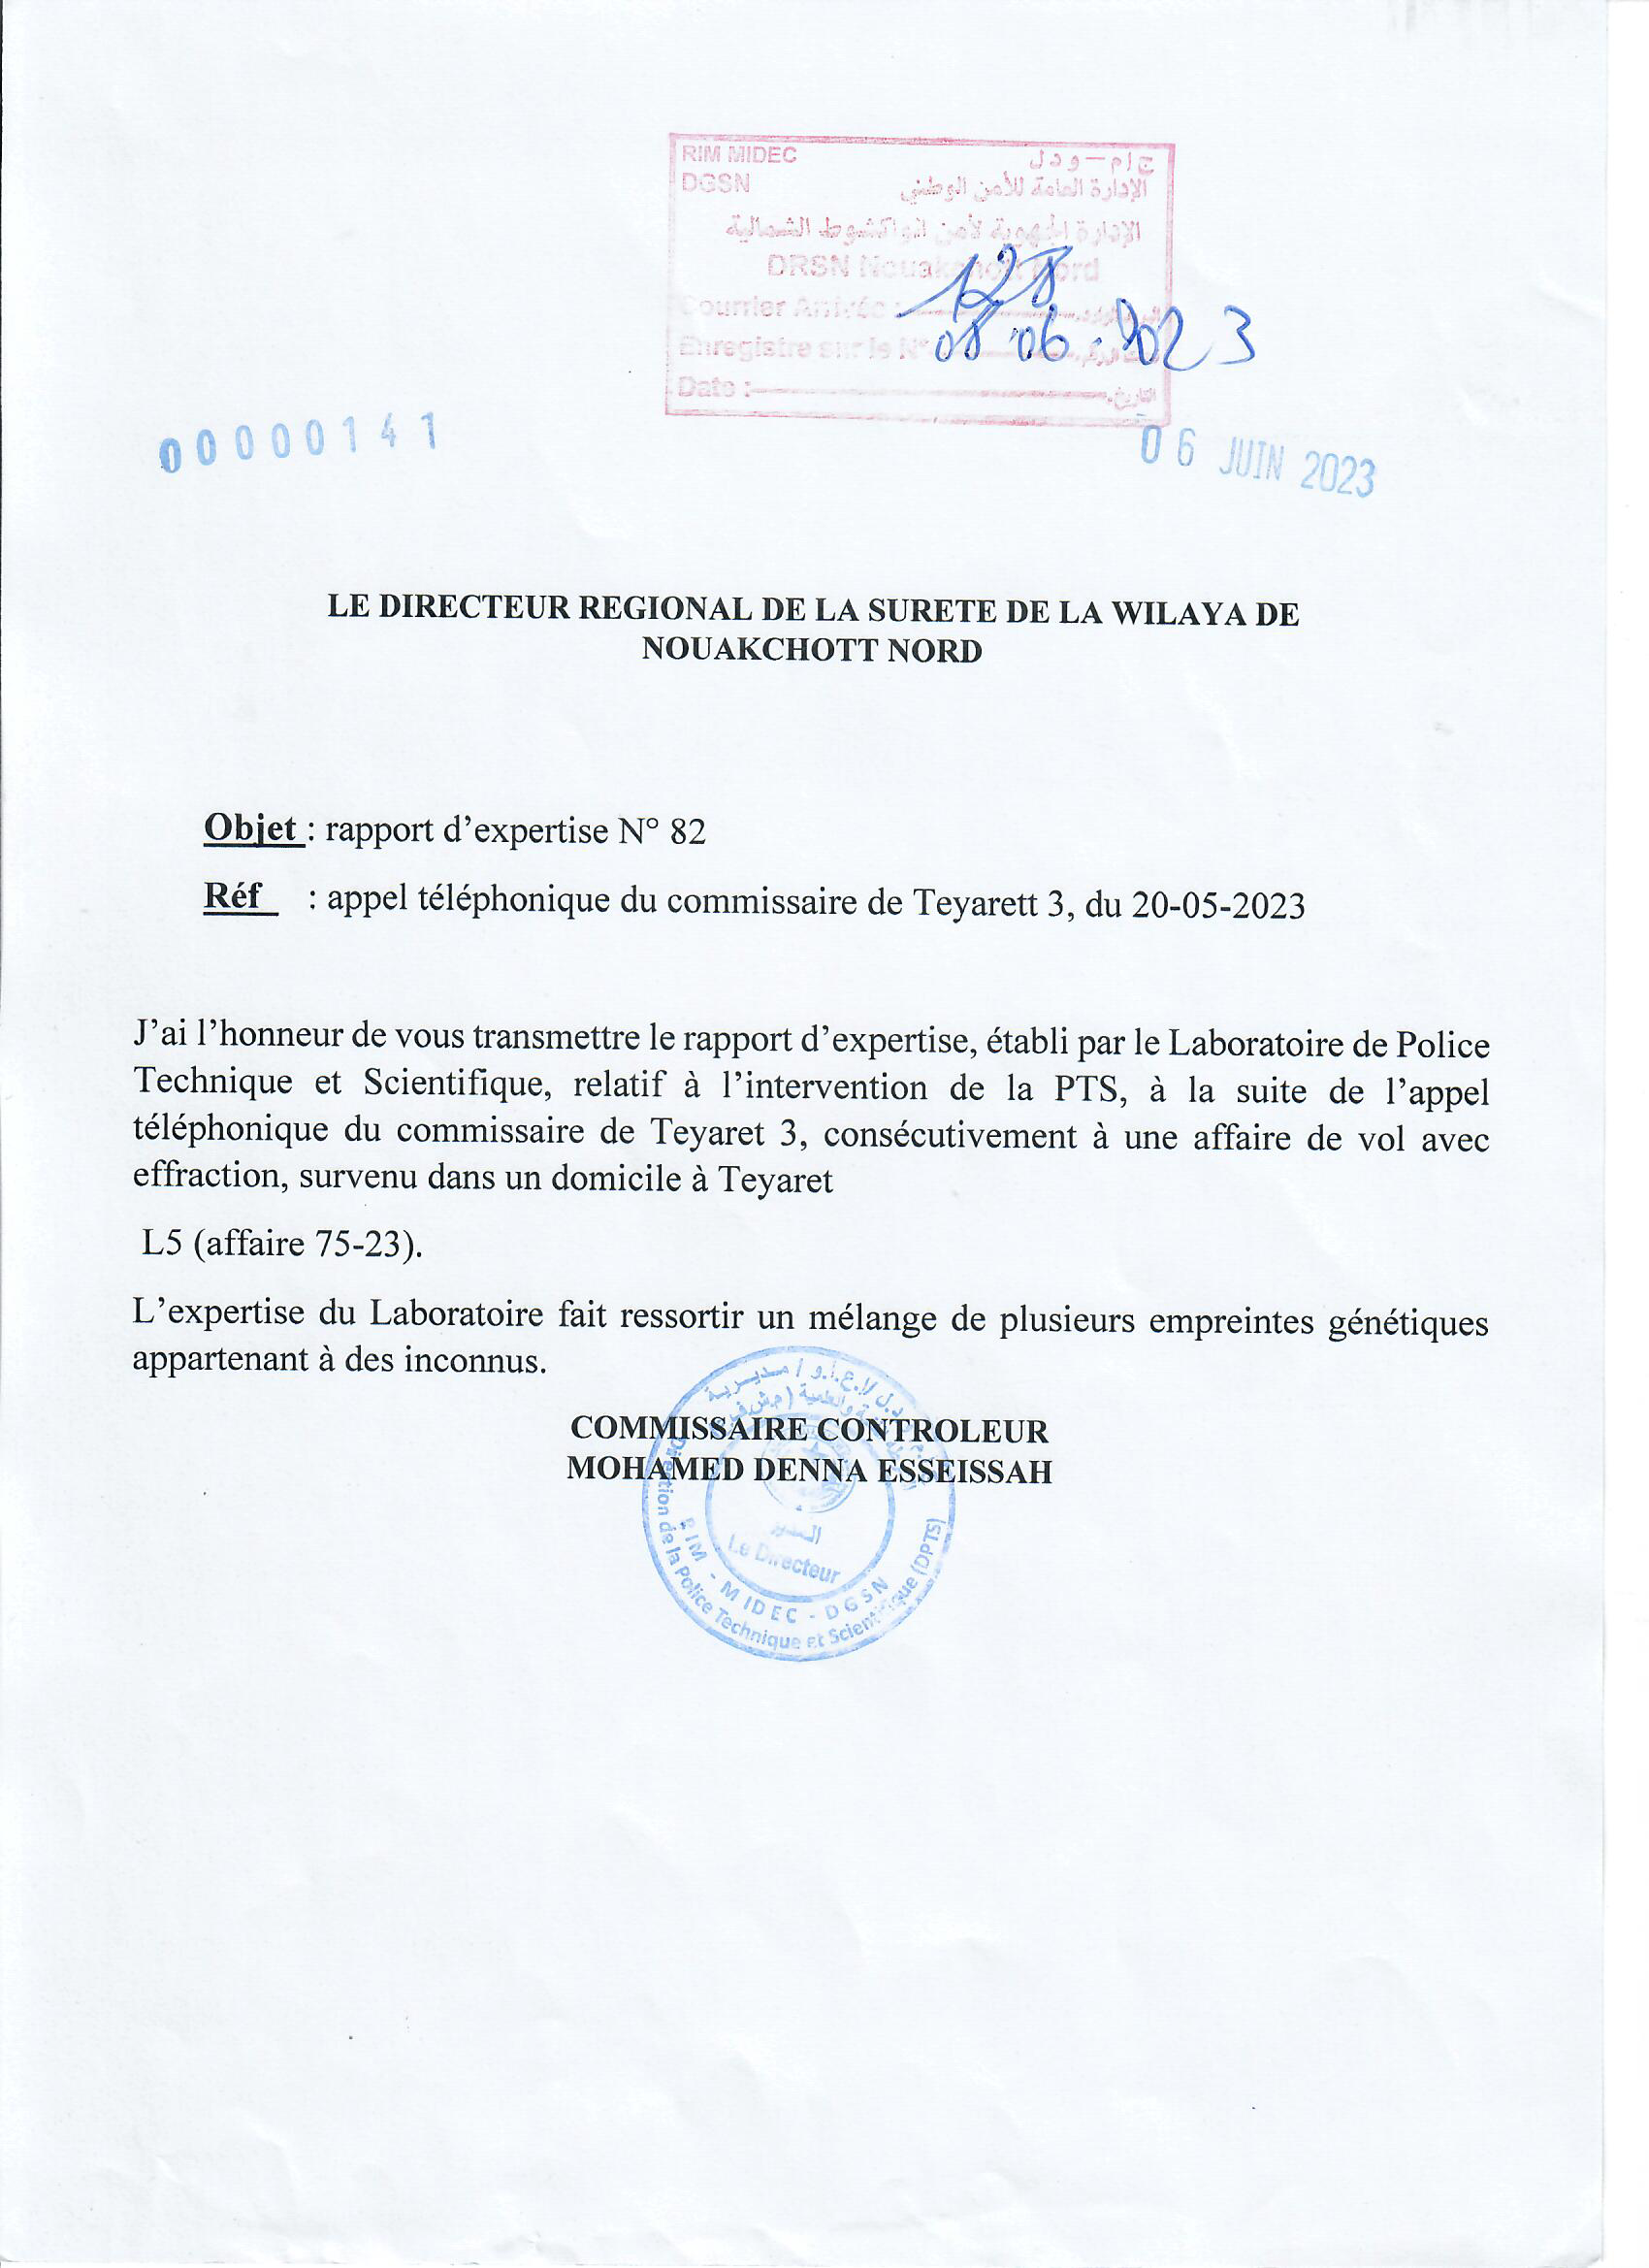 RIM MIDEC ج إ م – و د ل
DGSN الإدارة العامة للأمن الوطني
الإدارة الجهوية لأمن انواكشوط الشمالية
DRSN Nouakchott Nord
Courrier Arrivée : 128
Enregistre sur le N° 08 06.2023
Date : التاريخ
00000141
06 JUIN 2023
LE DIRECTEUR REGIONAL DE LA SURETE DE LA WILAYA DE
NOUAKCHOTT NORD
Objet : rapport d’expertise N° 82
Réf : appel téléphonique du commissaire de Teyarett 3, du 20-05-2023
J’ai l’honneur de vous transmettre le rapport d’expertise, établi par le Laboratoire de Police
Technique et Scientifique, relatif à l’intervention de la PTS, à la suite de l’appel
téléphonique du commissaire de Teyaret 3, consécutivement à une affaire de vol avec
effraction, survenu dans un domicile à Teyaret
L5 (affaire 75-23).
L’expertise du Laboratoire fait ressortir un mélange de plusieurs empreintes génétiques
appartenant à des inconnus.
COMMISSAIRE CONTROLEUR
MOHAMED DENNA ESSEISSAH
المدير
Le Directeur
RIM - MIDEC - DGSN
Direction de la Police Technique et Scientifique (DPTS)